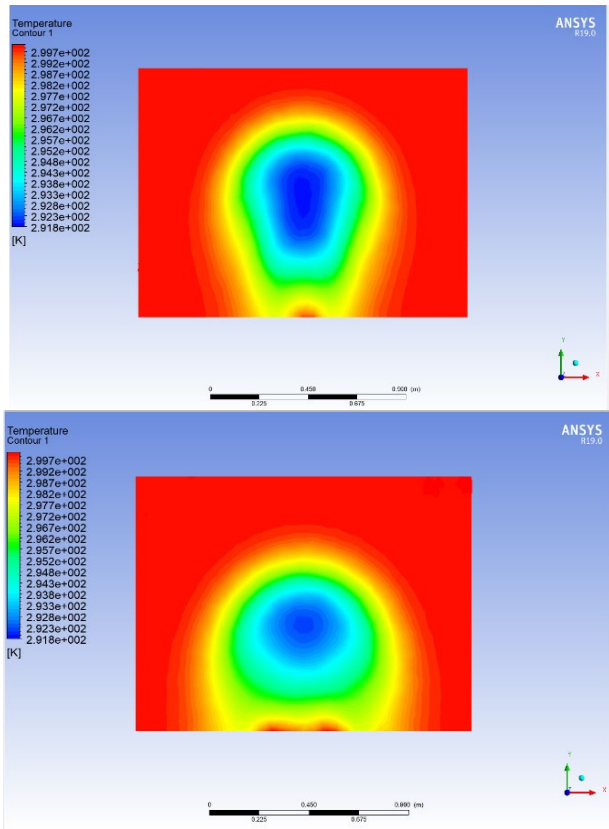 Temperature
Contour 1
ANSYS
R19.0
2.997e+002
2.992e+002
2.987e+002
2.982e+002
2.977e+002
2.972e+002
2.967e+002
2.962e+002
2.957e+002
2.952e+002
2.948e+002
2.943e+002
2.938e+002
2.933e+002
2.928e+002
2.923e+002
2.918e+002
[K]
Y
X
0 0.450 0.900 (m)
0.225 0.675
Temperature
Contour 1
ANSYS
R19.0
2.997e+002
2.992e+002
2.987e+002
2.982e+002
2.977e+002
2.972e+002
2.967e+002
2.962e+002
2.957e+002
2.952e+002
2.948e+002
2.943e+002
2.938e+002
2.933e+002
2.928e+002
2.923e+002
2.918e+002
[K]
Y
X
0 0.450 0.900 (m)
0.225 0.675